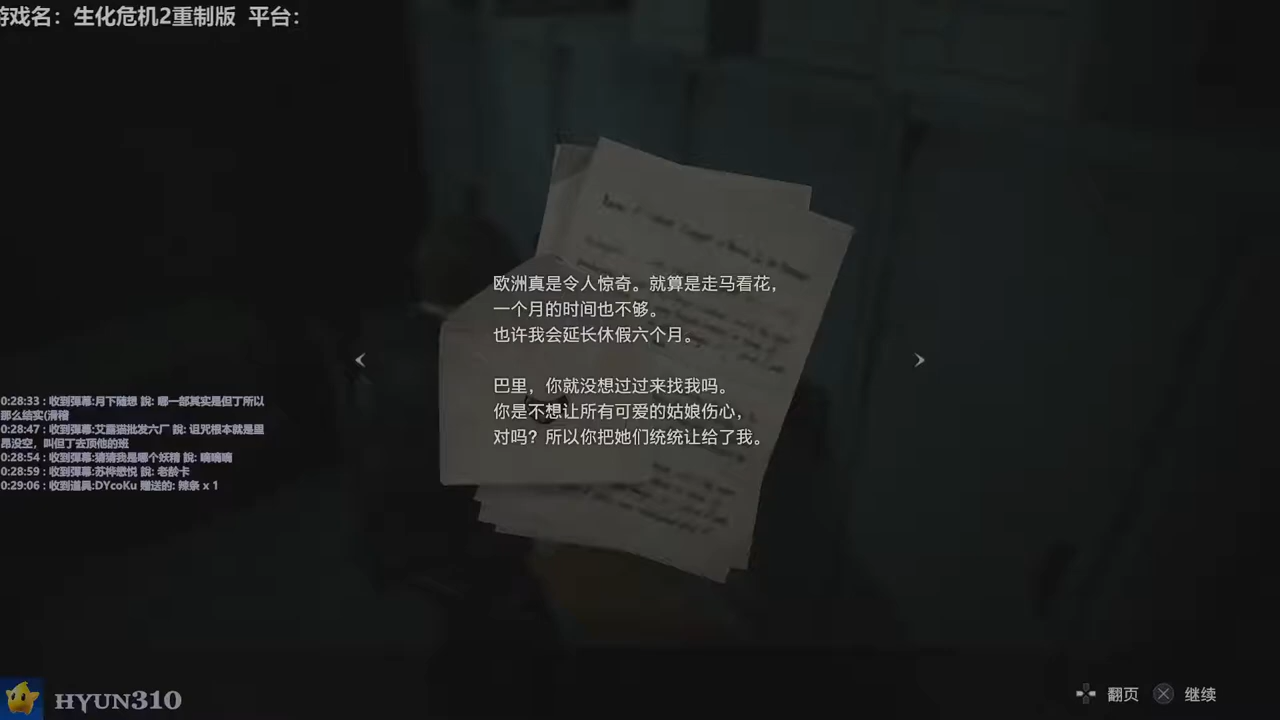 游戏名：生化危机2重制版 平台：
欧洲真是令人惊奇。就算是走马看花，
一个月的时间也不够。
也许我会延长休假六个月。
巴里，你就没想过过来找我吗。
你是不想让所有可爱的姑娘伤心，
对吗？所以你把她们统统让给了我。
0:28:33 : 收到弹幕:月下随想 說: 哪一部其实是但丁所以
那么结实(滑稽
0:28:47 : 收到弹幕:艾露猫批发六厂 說: 诅咒根本就是里
昂没空，叫但丁去顶他的班
0:28:54 : 收到弹幕:猜猜我是哪个妖精 說: 嘀嘀嘀
0:28:59 : 收到弹幕:苏桦懋悦 說: 老龄卡
0:29:06 : 收到道具:DYcoKu 赠送的: 辣条 x 1
HYUN310
翻页 继续